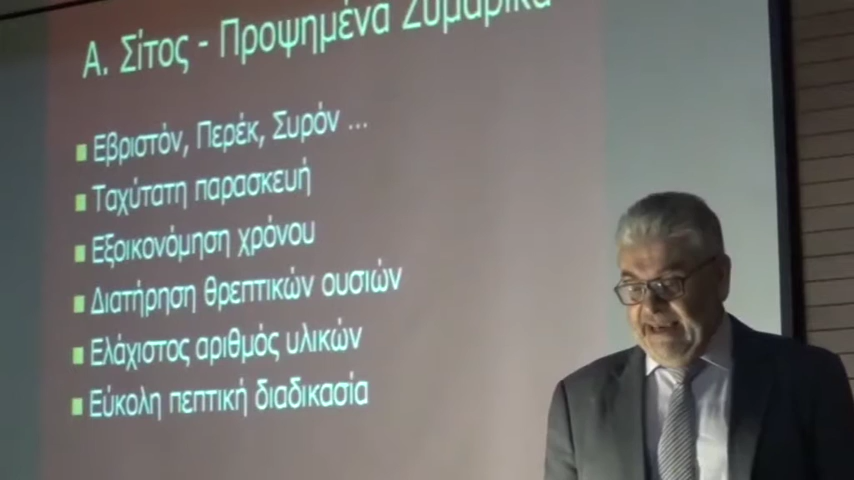 Α. Σίτος - Προψημένα Ζυμαρικά
Εβριστόν, Περέκ, Συρόν ...
Ταχύτατη παρασκευή
Εξοικονόμηση χρόνου
Διατήρηση θρεπτικών ουσιών
Ελάχιστος αριθμός υλικών
Εύκολη πεπτική διαδικασία